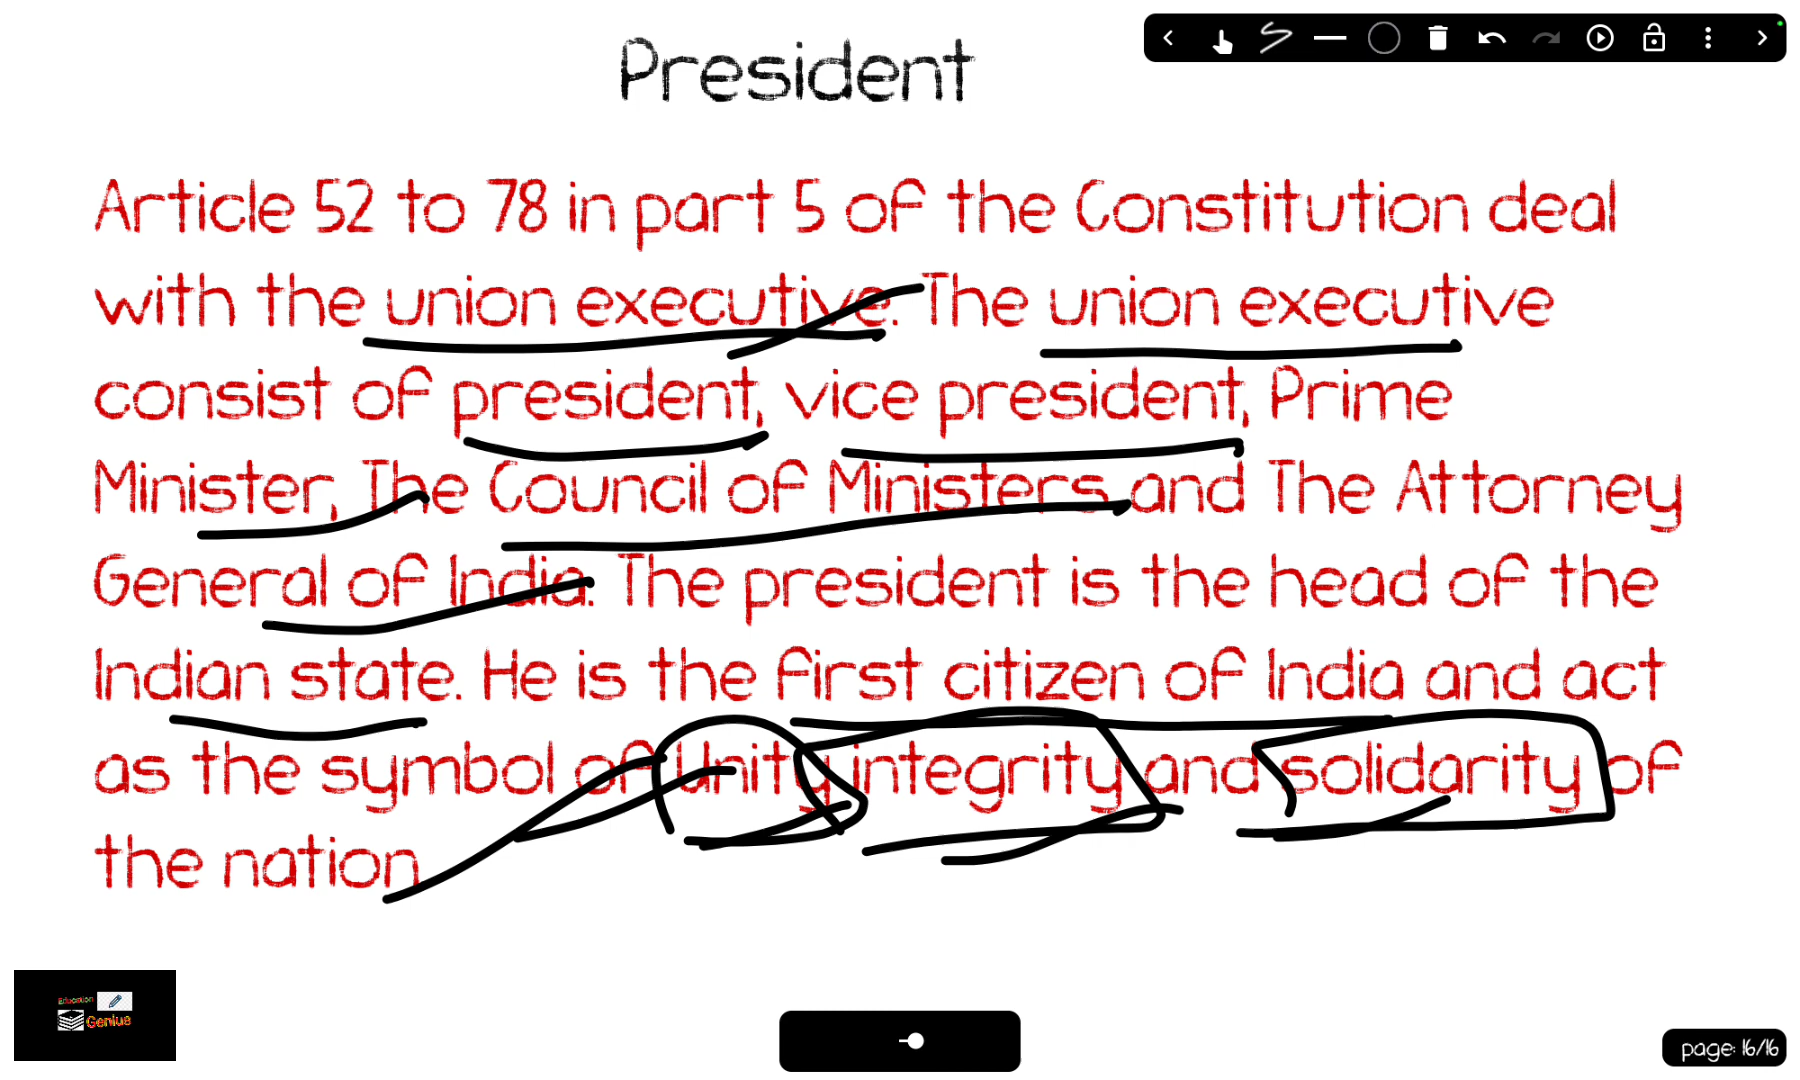 President
Article 52 to 78 in part 5 of the Constitution deal
with the union executive. The union executive
consist of president, vice president, Prime
Minister, The Council of Ministers and The Attorney
General of India. The president is the head of the
Indian state. He is the first citizen of India and act
as the symbol of Unity integrity and solidarity of
the nation
Education
Genius
page: 16/16